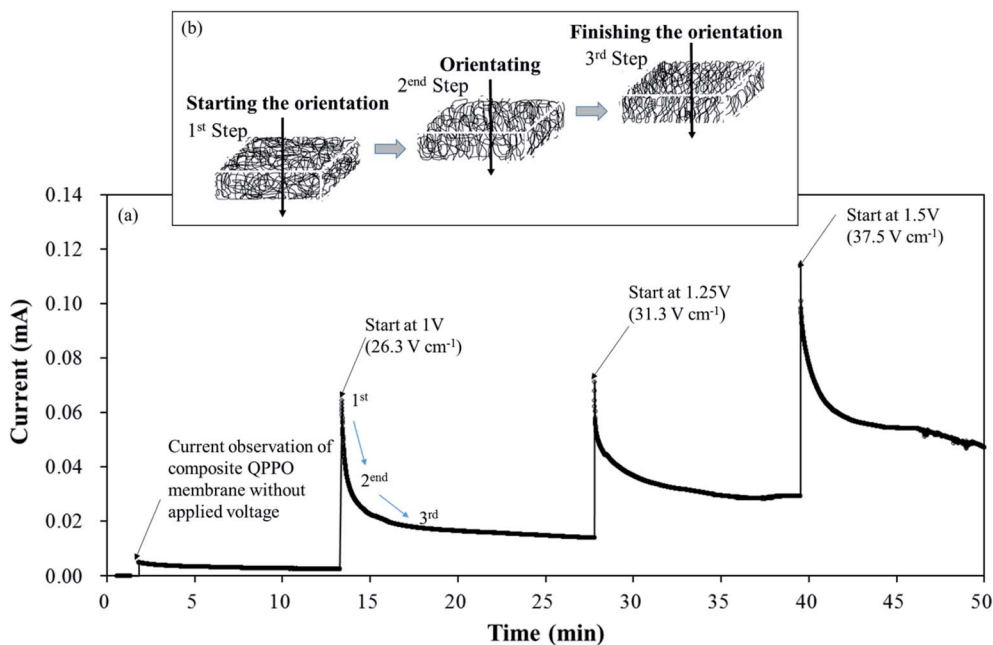 (b)
Starting the orientation
1st Step
Orientating
2end Step
Finishing the orientation
3rd Step
(a)
0.14
0.12
0.10
0.08
0.06
0.04
0.02
0.00
Current (mA)
Current observation of
composite QPPO
membrane without
applied voltage
Start at 1V
(26.3 V cm-1)
1st
2end
3rd
Start at 1.25V
(31.3 V cm-1)
Start at 1.5V
(37.5 V cm-1)
0 5 10 15 20 25 30 35 40 45 50
Time (min)